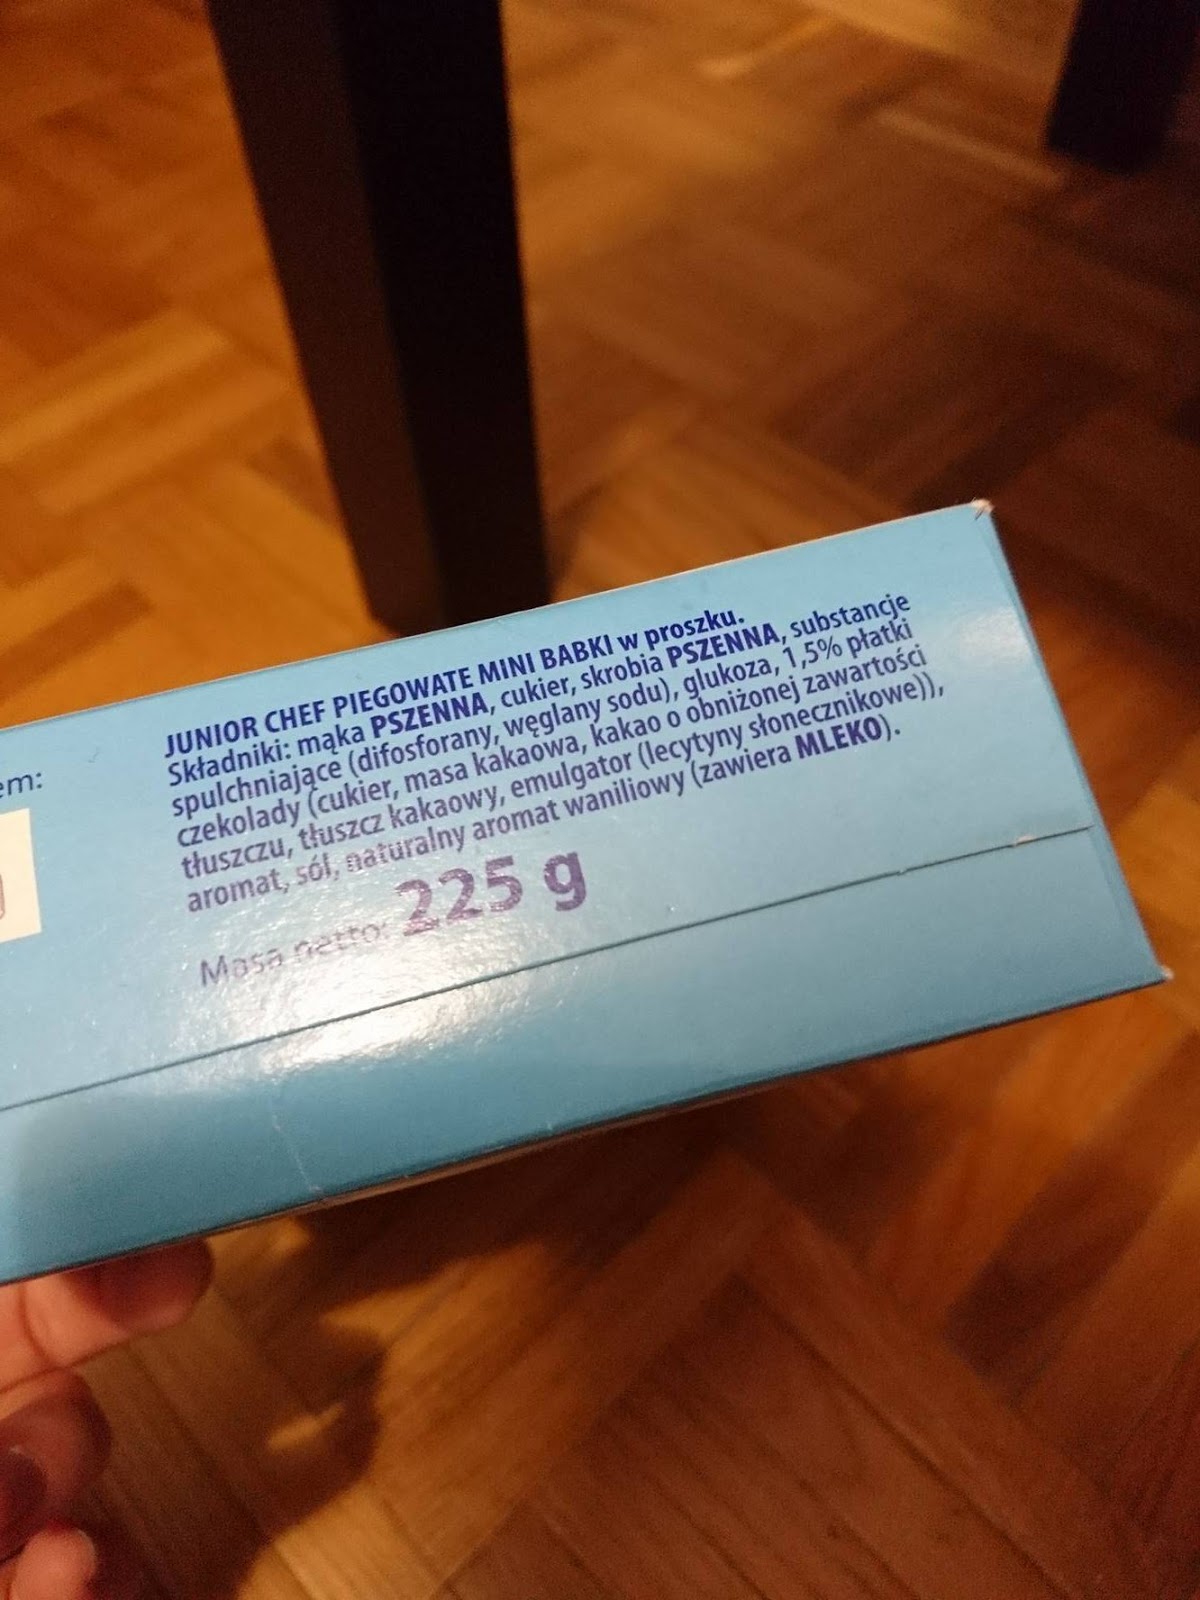 JUNIOR CHEF PIEGOWATE MINI BABKI w proszku.
Składniki: mąka PSZENNA, cukier, skrobia PSZENNA, substancje
spulchniające (difosforany, węglany sodu), glukoza, 1,5% płatki
czekolady (cukier, masa kakaowa, kakao o obniżonej zawartości
tłuszczu, tłuszcz kakaowy, emulgator (lecytyny słonecznikowe)),
aromat, sól, naturalny aromat waniliowy (zawiera MLEKO).
Masa netto: 225 g
em: